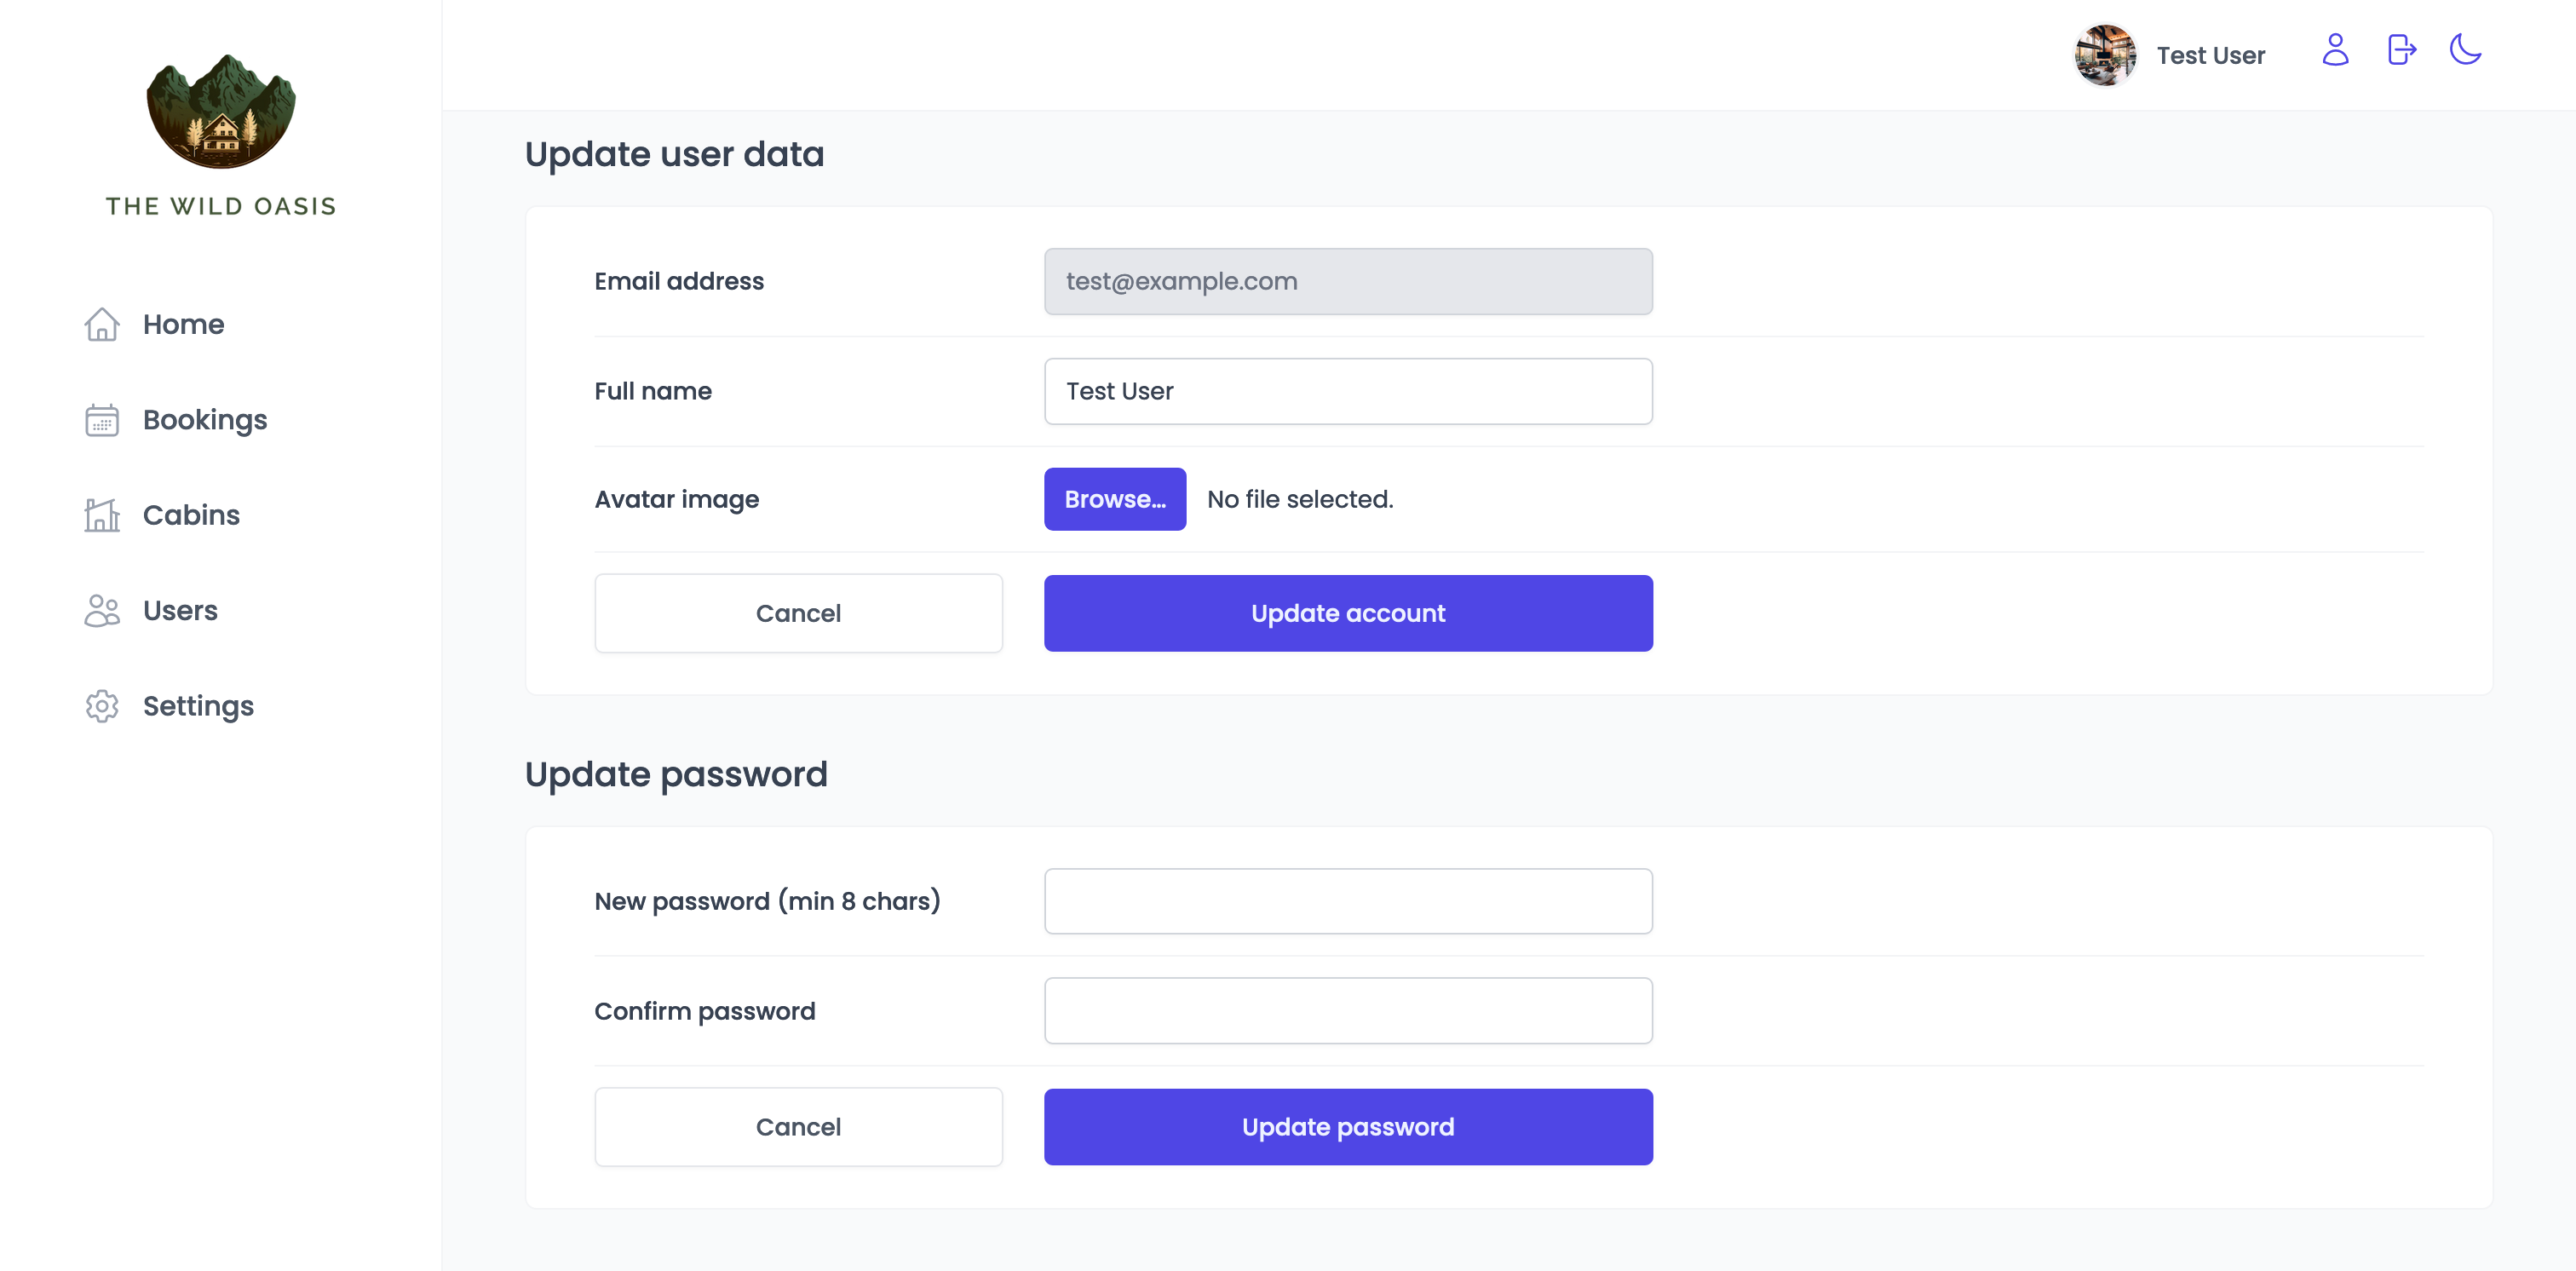 THE WILD OASIS
Home
Bookings
Cabins
Users
Settings
Test User
Update user data
Email address
test@example.com
Full name
Test User
Avatar image
Browse...
No file selected.
Cancel
Update account
Update password
New password (min 8 chars)
Confirm password
Cancel
Update password